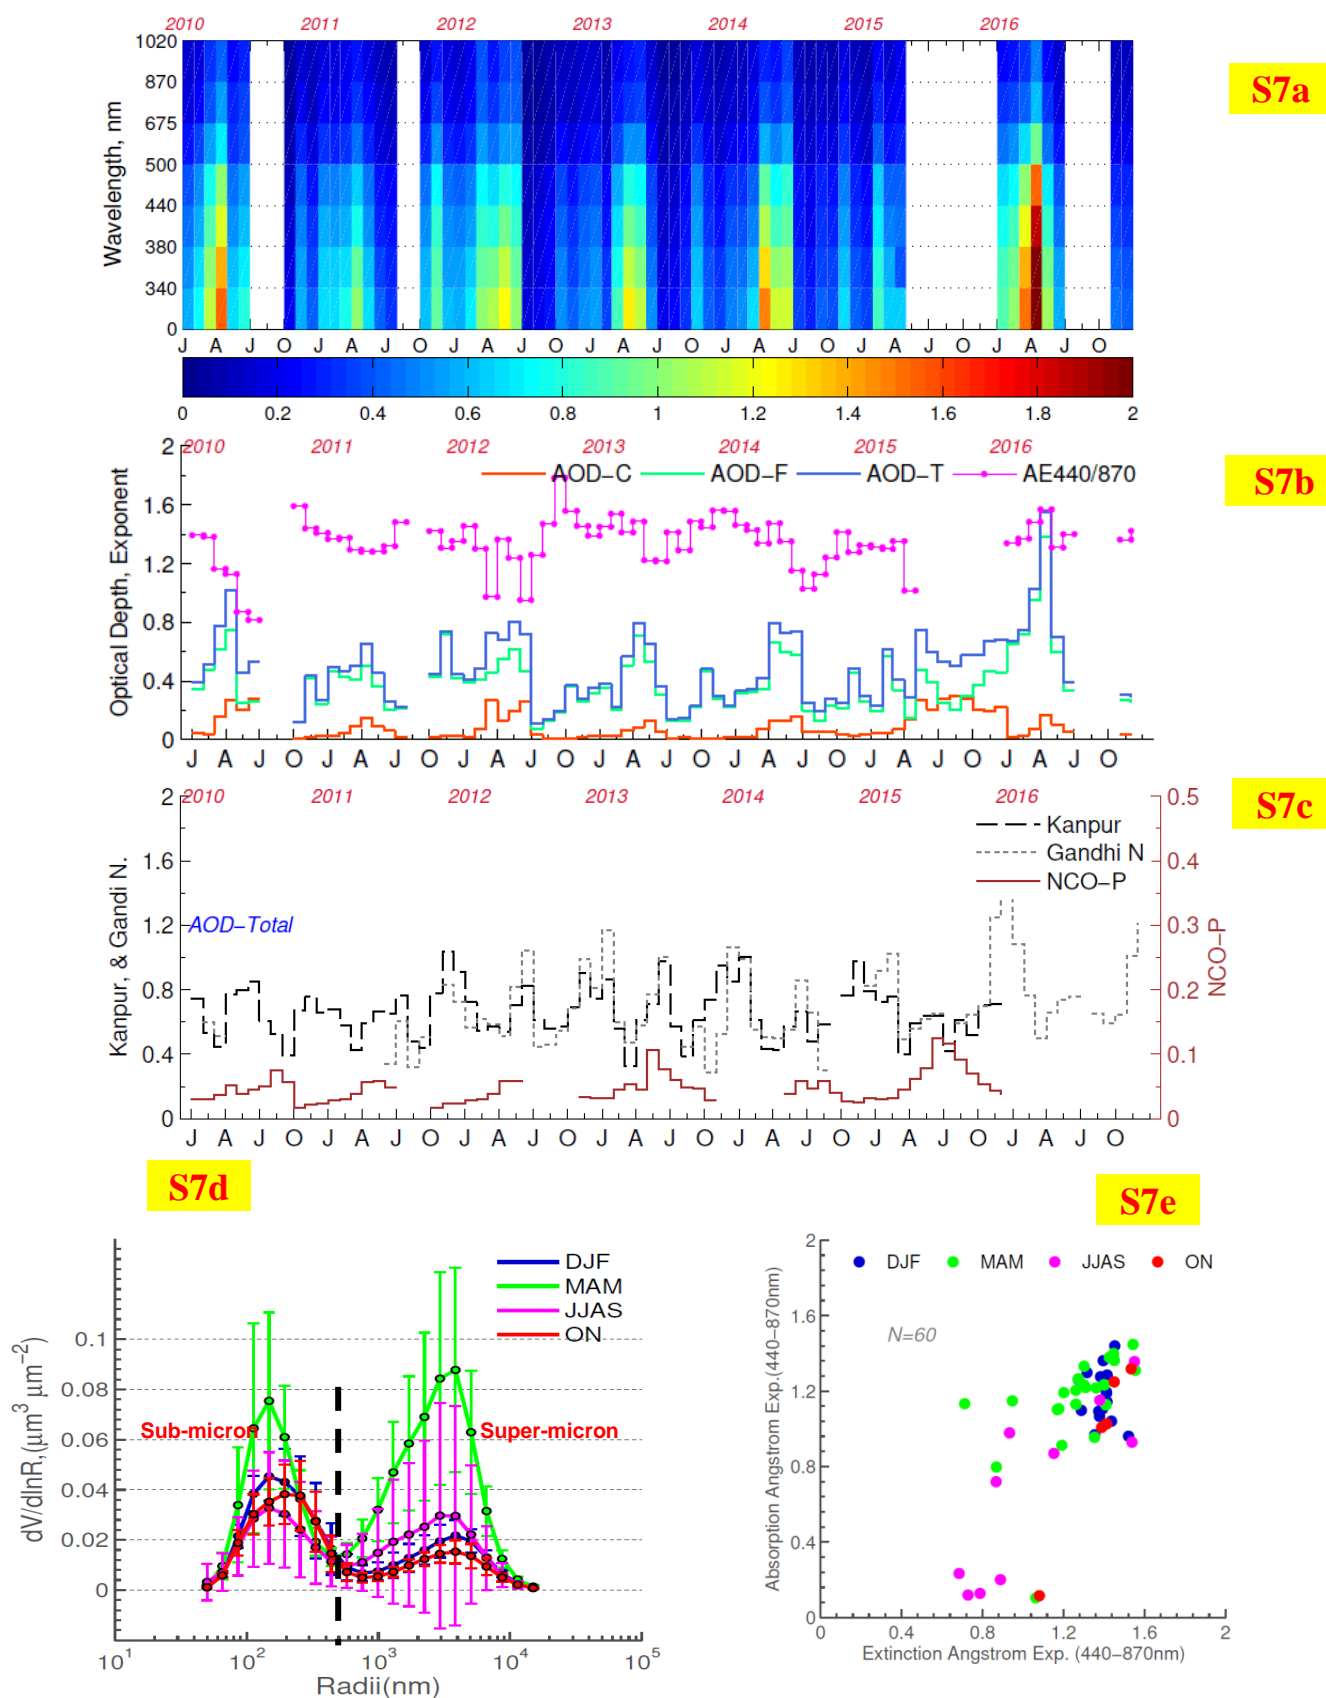 2010 2011 2012 2013 2014 2015 2016
S7a
Wavelength, nm
1020
870
675
500
440
380
340
0
J A J O J A J O J A J O J A J O J A J O J A J O J A J O
0 0.2 0.4 0.6 0.8 1 1.2 1.4 1.6 1.8 2
S7b
2010 2011 2012 2013 2014 2015 2016
AOD-C AOD-F AOD-T AE440/870
Optical Depth, Exponent
2
1.6
1.2
0.8
0.4
0
J A J O J A J O J A J O J A J O J A J O J A J O J A J O
S7c
2010 2011 2012 2013 2014 2015 2016
Kanpur
Gandhi N
NCO-P
AOD-Total
Kanpur, & Gandi N.
2
1.6
1.2
0.8
0.4
0
NCO-P
0.5
0.4
0.3
0.2
0.1
0
J A J O J A J O J A J O J A J O J A J O J A J O J A J O
S7d
DJF
MAM
JJAS
ON
Sub-micron
Super-micron
dV/dlnR,(μm³ μm⁻²)
0.1
0.08
0.06
0.04
0.02
0
10¹ 10² 10³ 10⁴ 10⁵
Radii(nm)
S7e
DJF MAM JJAS ON
N=60
Absorption Angstrom Exp.(440-870nm)
2
1.6
1.2
0.8
0.4
0
0 0.4 0.8 1.2 1.6 2
Extinction Angstrom Exp. (440-870nm)